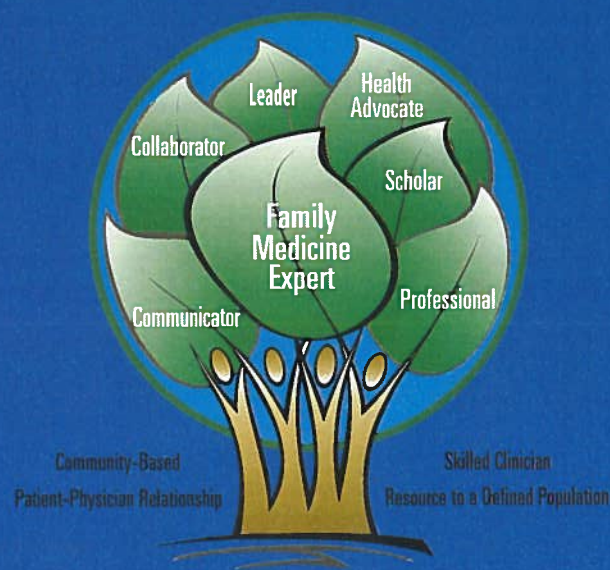 Leader
Health
Advocate
Collaborator
Scholar
Family
Medicine
Expert
Professional
Communicator
Community-Based
Patient-Physician Relationship
Skilled Clinician
Resource to a Defined Population